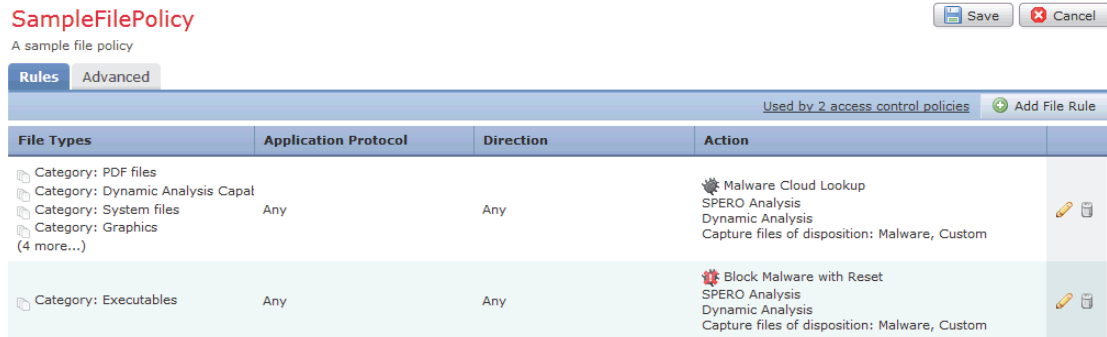 SampleFilePolicy
Save
Cancel
A sample file policy
Rules
Advanced
Used by 2 access control policies
Add File Rule
File Types
Application Protocol
Direction
Action
Category: PDF files
Category: Dynamic Analysis Capab
Category: System files
Category: Graphics
(4 more...)
Any
Any
Malware Cloud Lookup
SPERO Analysis
Dynamic Analysis
Capture files of disposition: Malware, Custom
Category: Executables
Any
Any
Block Malware with Reset
SPERO Analysis
Dynamic Analysis
Capture files of disposition: Malware, Custom